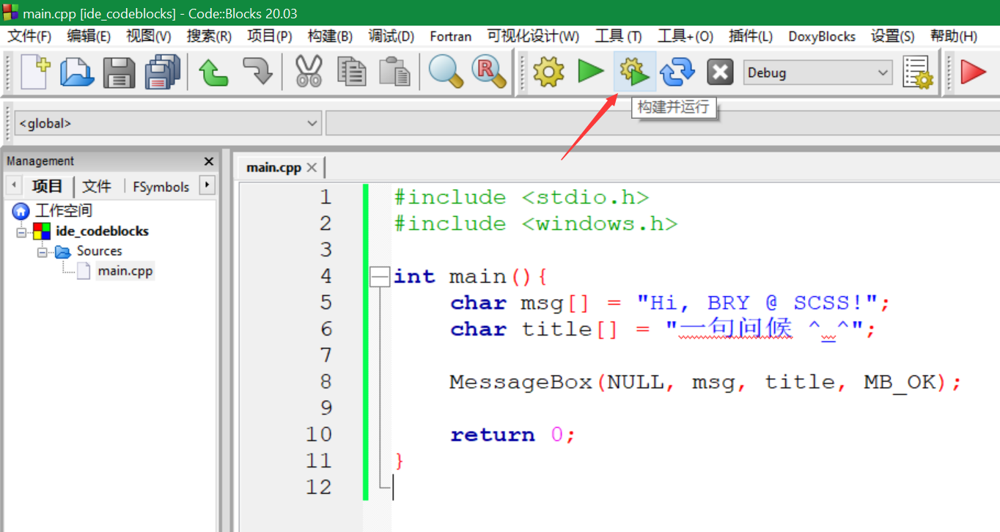 main.cpp [ide_codeblocks] - Code::Blocks 20.03
文件(F) 编辑(E) 视图(V) 搜索(R) 项目(P) 构建(B) 调试(D) Fortran 可视化设计(W) 工具 (T) 工具+(O) 插件(L) DoxyBlocks 设置(S) 帮助(H)
R
Debug
构建并运行
<global>
Management
main.cpp
项目 文件 FSymbols
工作空间
ide_codeblocks
Sources
main.cpp
1 #include <stdio.h>
2 #include <windows.h>
3
4 int main(){
5 char msg[] = "Hi, BRY @ SCSS!";
6 char title[] = "一句问候 ^_^";
7
8 MessageBox(NULL, msg, title, MB_OK);
9
10 return 0;
11 }
12